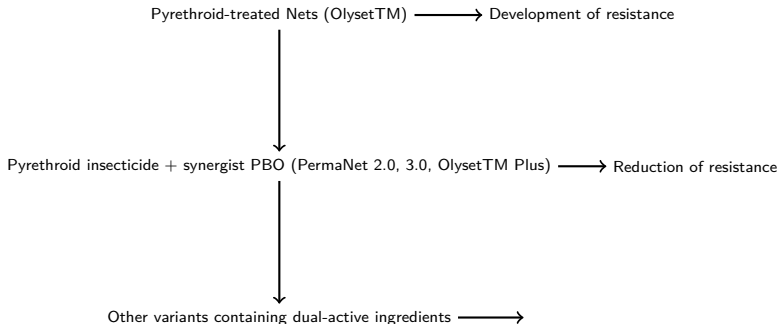 Pyrethroid-treated Nets (OlysetTM) Development of resistance
Pyrethroid insecticide + synergist PBO (PermaNet 2.0, 3.0, OlysetTM Plus) Reduction of resistance
Other variants containing dual-active ingredients